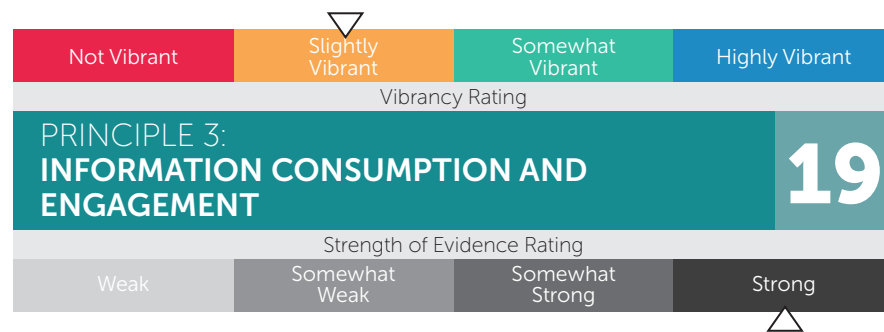 Not Vibrant
Slightly
Vibrant
Somewhat
Vibrant
Highly Vibrant
Vibrancy Rating
PRINCIPLE 3:
INFORMATION CONSUMPTION AND
ENGAGEMENT
19
Strength of Evidence Rating
Weak
Somewhat
Weak
Somewhat
Strong
Strong